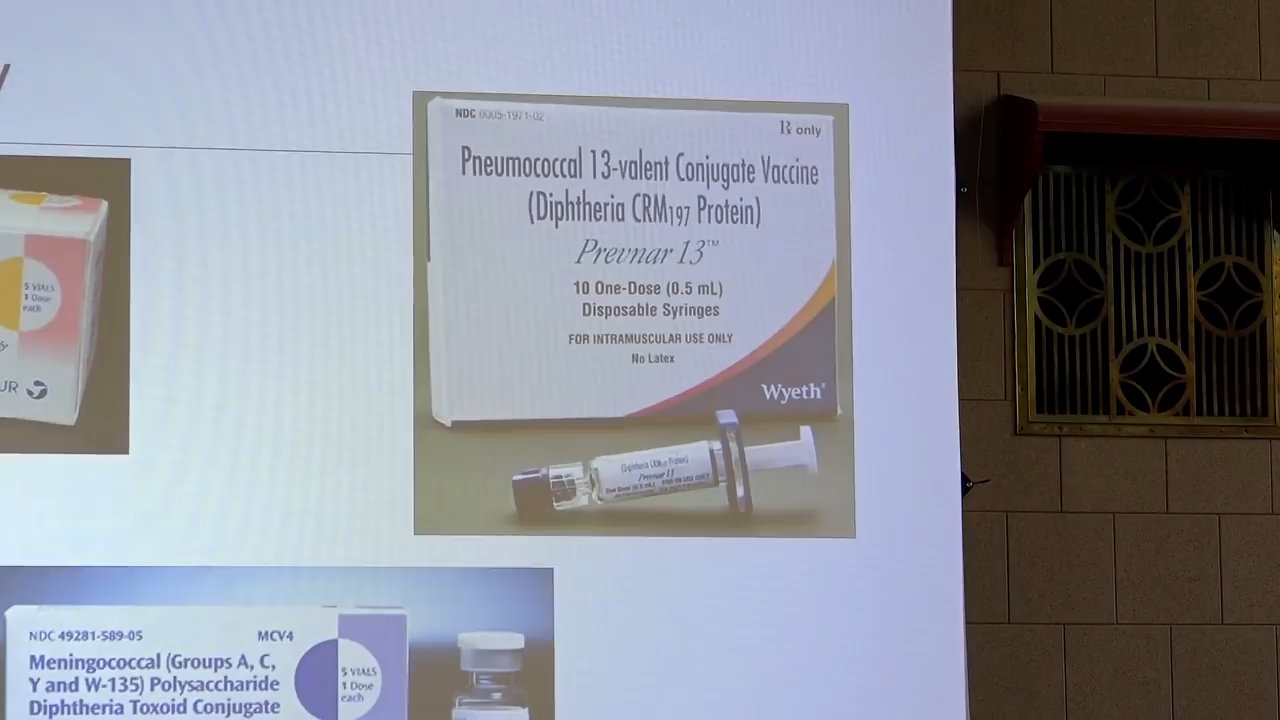 5 VIALS
1 Dose
each
UR
NDC 0005-1971-02
℞ only
Pneumococcal 13-valent Conjugate Vaccine
(Diphtheria CRM197 Protein)
Prevnar 13™
10 One-Dose (0.5 mL)
Disposable Syringes
FOR INTRAMUSCULAR USE ONLY
No Latex
Wyeth®
Prevnar 13
NDC 49281-589-05
MCV4
Meningococcal (Groups A, C,
Y and W-135) Polysaccharide
Diphtheria Toxoid Conjugate
5 VIALS
1 Dose
each